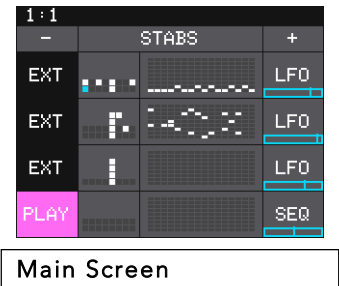 1:1
- STABS +
EXT LFO
EXT LFO
EXT LFO
PLAY SEQ
Main Screen